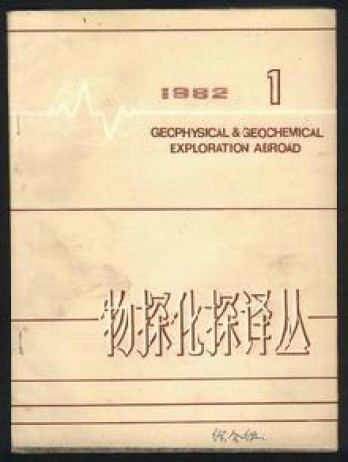 1982 1
GEOPHYSICAL & GEOCHEMICAL
EXPLORATION ABROAD
物探化探译丛